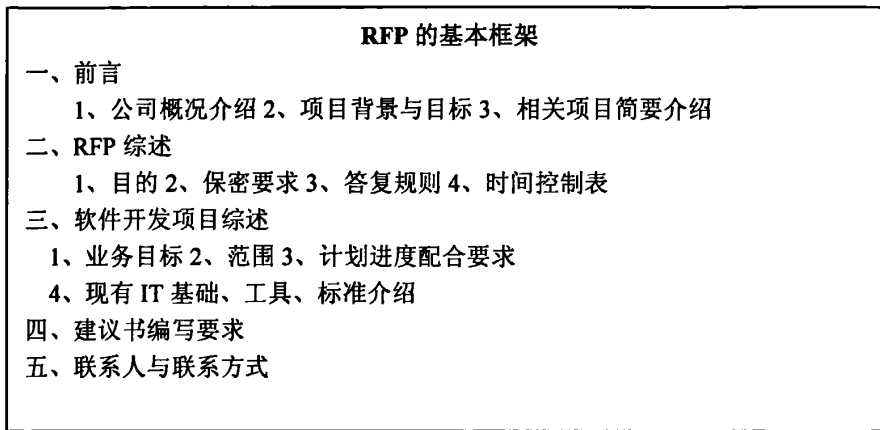 RFP 的基本框架
一、前言
1、公司概况介绍 2、项目背景与目标 3、相关项目简要介绍
二、RFP 综述
1、目的 2、保密要求 3、答复规则 4、时间控制表
三、软件开发项目综述
1、业务目标 2、范围 3、计划进度配合要求
4、现有 IT 基础、工具、标准介绍
四、建议书编写要求
五、联系人与联系方式